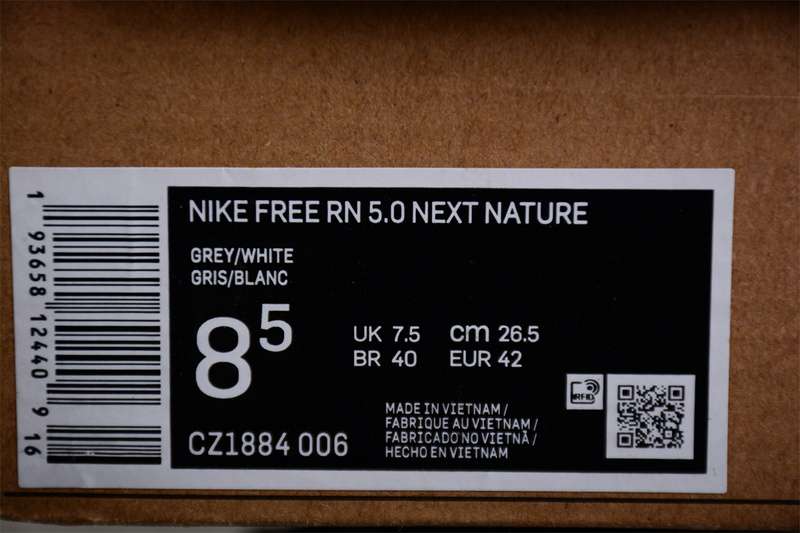 NIKE FREE RN 5.0 NEXT NATURE
GREY/WHITE
GRIS/BLANC
8 5
UK 7.5 cm 26.5
BR 40 EUR 42
CZ1884 006
MADE IN VIETNAM /
FABRIQUE AU VIETNAM /
FABRICADO NO VIETNÃ /
HECHO EN VIETNAM
RFID
1 93658 12440 9 16